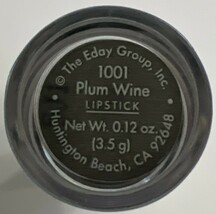 • The Eday Group, Inc. •
1001
Plum Wine
LIPSTICK
Net Wt. 0.12 oz.
(3.5 g)
Huntington Beach, CA 92648